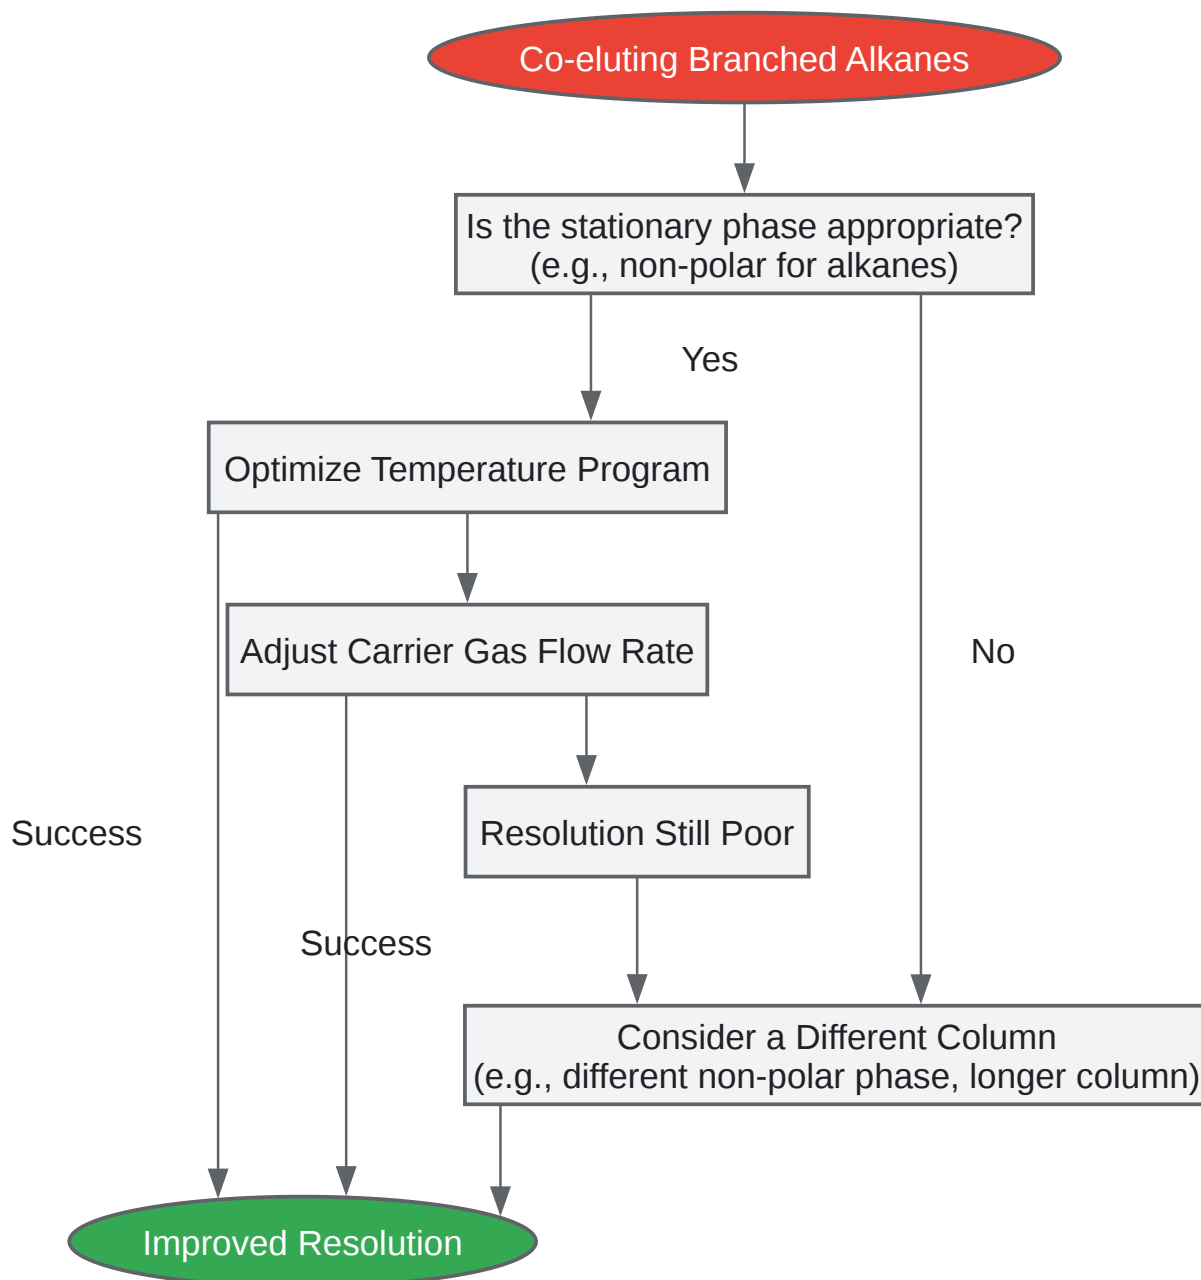 Co-eluting Branched Alkanes
Is the stationary phase appropriate?
(e.g., non-polar for alkanes)
Yes
Optimize Temperature Program
Adjust Carrier Gas Flow Rate
No
Success
Resolution Still Poor
Success
Consider a Different Column
(e.g., different non-polar phase, longer column)
Improved Resolution